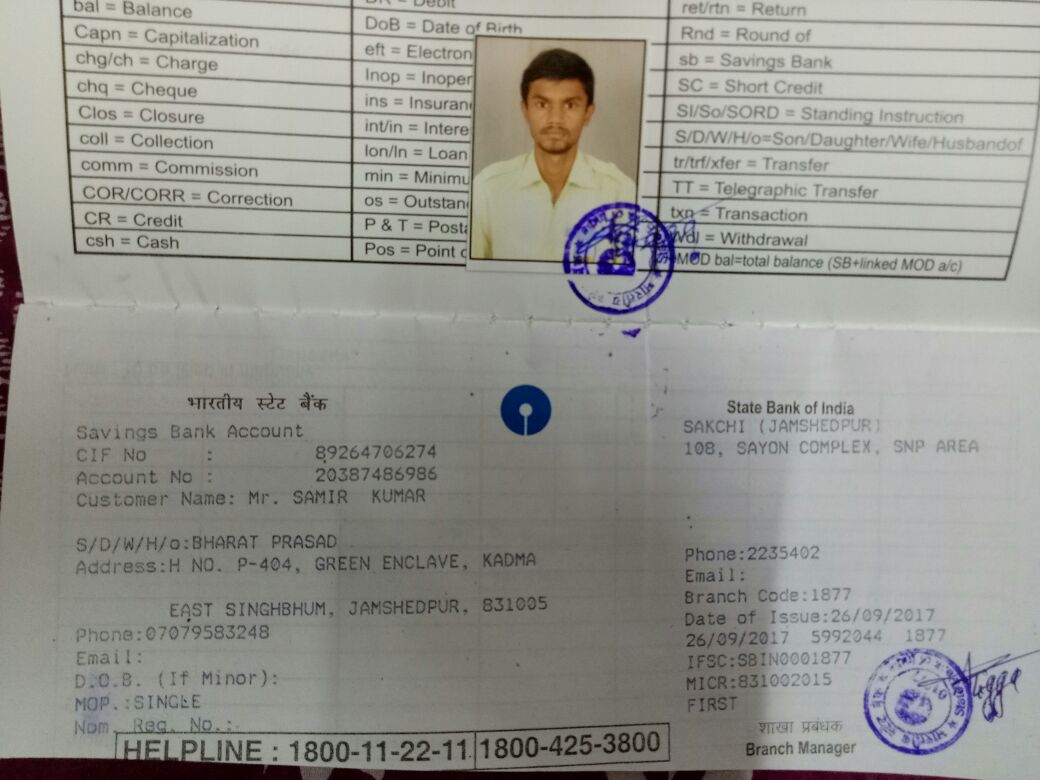 bal = Balance
DR = Debit
ret/rtn = Return
Capn = Capitalization
DoB = Date of Birth
Rnd = Round of
chg/ch = Charge
eft = Electron
sb = Savings Bank
chq = Cheque
Inop = Inoper
SC = Short Credit
Clos = Closure
ins = Insuran
SI/So/SORD = Standing Instruction
coll = Collection
int/in = Intere
S/D/W/H/o=Son/Daughter/Wife/Husbandof
comm = Commission
lon/ln = Loan
tr/trf/xfer = Transfer
COR/CORR = Correction
min = Minimu
TT = Telegraphic Transfer
CR = Credit
os = Outstan
txn = Transaction
csh = Cash
P & T = Posta
Wdl = Withdrawal
Pos = Point o
MOD bal=total balance (SB+linked MOD a/c)
भारतीय स्टेट बैंक
Savings Bank Account
CIF No : 89264706274
Account No : 20387486986
Customer Name: Mr. SAMIR KUMAR
S/D/W/H/o:BHARAT PRASAD
Address:H NO. P-404, GREEN ENCLAVE, KADMA
EAST SINGHBHUM, JAMSHEDPUR, 831005
Phone:07079583248
Email:
D.O.B. (If Minor):
MOP.:SINGLE
Nom. Reg. No.:
State Bank of India
SAKCHI (JAMSHEDPUR)
108, SAYON COMPLEX, SNP AREA
Phone:2235402
Email:
Branch Code:1877
Date of Issue:26/09/2017
26/09/2017 5992044 1877
IFSC:SBIN0001877
MICR:831002015
FIRST
शाखा प्रबंधक
Branch Manager
HELPLINE : 1800-11-22-11 1800-425-3800